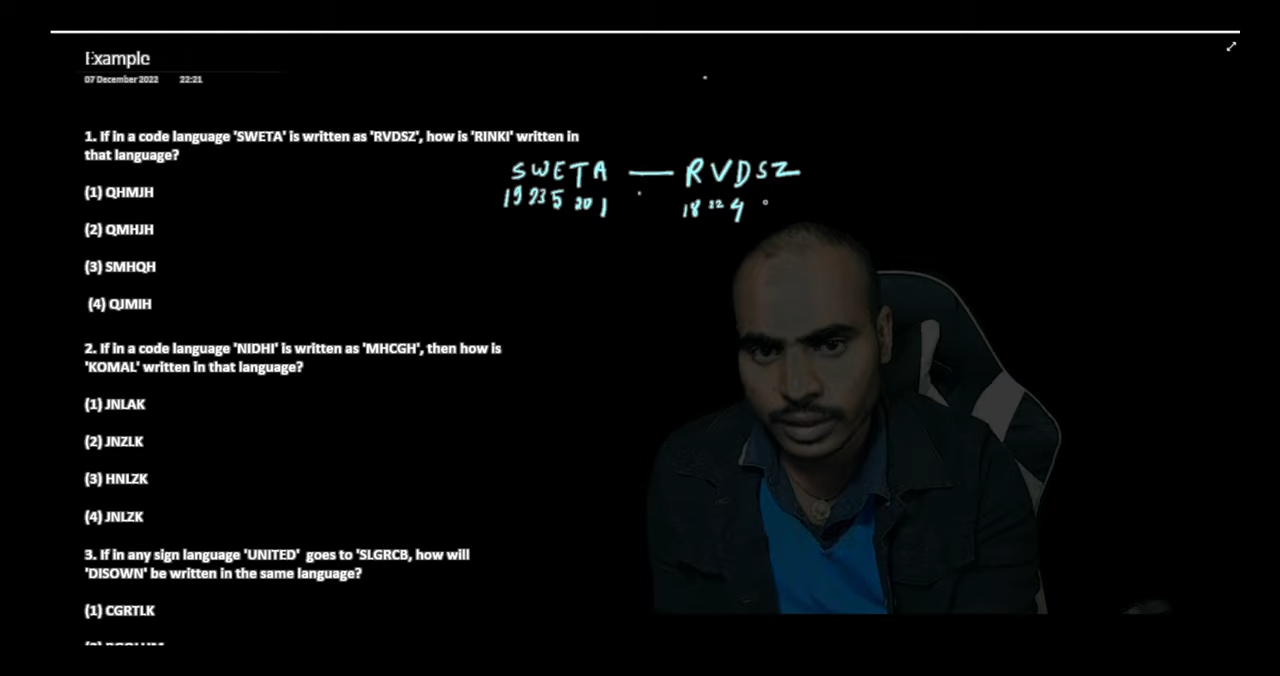 Example
07 December 2022 22:21
1. If in a code language 'SWETA' is written as 'RVDSZ', how is 'RINKI' written in
that language?
SWETA — RVDSZ
(1) QHMJH
19 23 5 20 1 18 22 4
(2) QMHJH
(3) SMHQH
(4) QJMIH
2. If in a code language 'NIDHI' is written as 'MHCGH', then how is
'KOMAL' written in that language?
(1) JNLAK
(2) JNZLK
(3) HNLZK
(4) JNLZK
3. If in any sign language 'UNITED' goes to 'SLGRCB, how will
'DISOWN' be written in the same language?
(1) CGRTLK